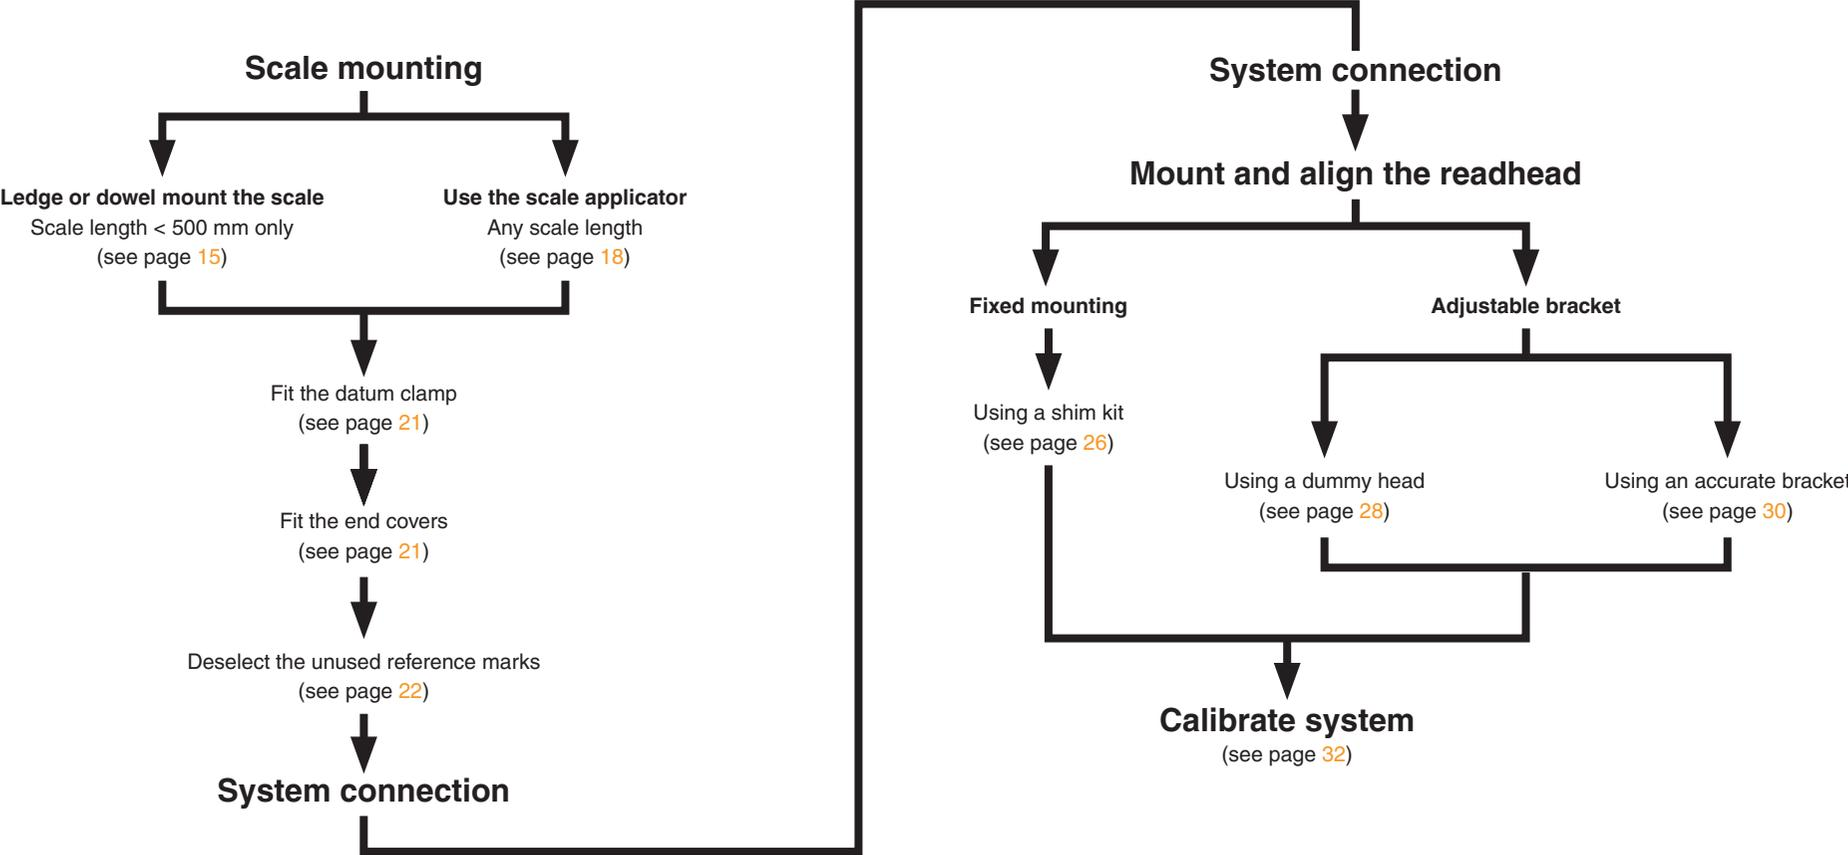 Scale mounting
Ledge or dowel mount the scale
Scale length < 500 mm only
(see page 15)
Use the scale applicator
Any scale length
(see page 18)
Fit the datum clamp
(see page 21)
Fit the end covers
(see page 21)
Deselect the unused reference marks
(see page 22)
System connection
System connection
Mount and align the readhead
Fixed mounting
Using a shim kit
(see page 26)
Adjustable bracket
Using a dummy head
(see page 28)
Using an accurate bracket
(see page 30)
Calibrate system
(see page 32)